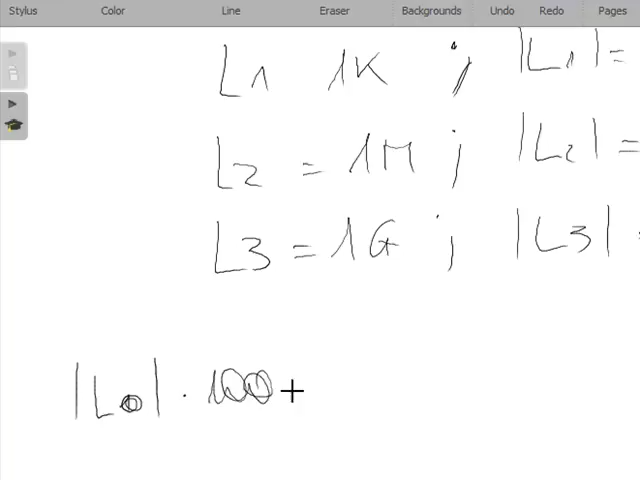 Stylus Color Line Eraser Backgrounds Undo Redo Pages
L1 1K ; |L1| =
L2 = 1M ; |L2| =
L3 = 1G ; |L3| =
|L0| · 100 +